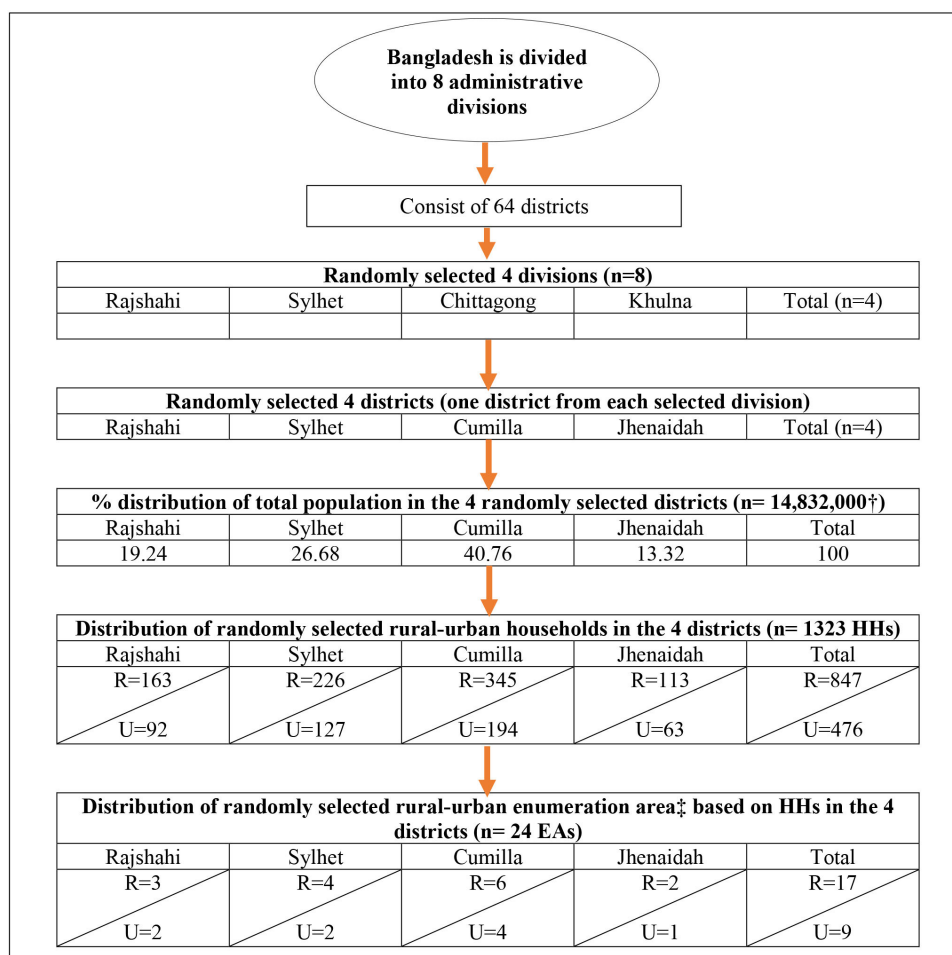 Bangladesh is divided
into 8 administrative
divisions
Consist of 64 districts
Randomly selected 4 divisions (n=8)
Rajshahi Sylhet Chittagong Khulna Total (n=4)
Randomly selected 4 districts (one district from each selected division)
Rajshahi Sylhet Cumilla Jhenaidah Total (n=4)
% distribution of total population in the 4 randomly selected districts (n= 14,832,000†)
Rajshahi Sylhet Cumilla Jhenaidah Total
19.24 26.68 40.76 13.32 100
Distribution of randomly selected rural-urban households in the 4 districts (n= 1323 HHs)
Rajshahi Sylhet Cumilla Jhenaidah Total
R=163 R=226 R=345 R=113 R=847
U=92 U=127 U=194 U=63 U=476
Distribution of randomly selected rural-urban enumeration area‡ based on HHs in the 4
districts (n= 24 EAs)
Rajshahi Sylhet Cumilla Jhenaidah Total
R=3 R=4 R=6 R=2 R=17
U=2 U=2 U=4 U=1 U=9